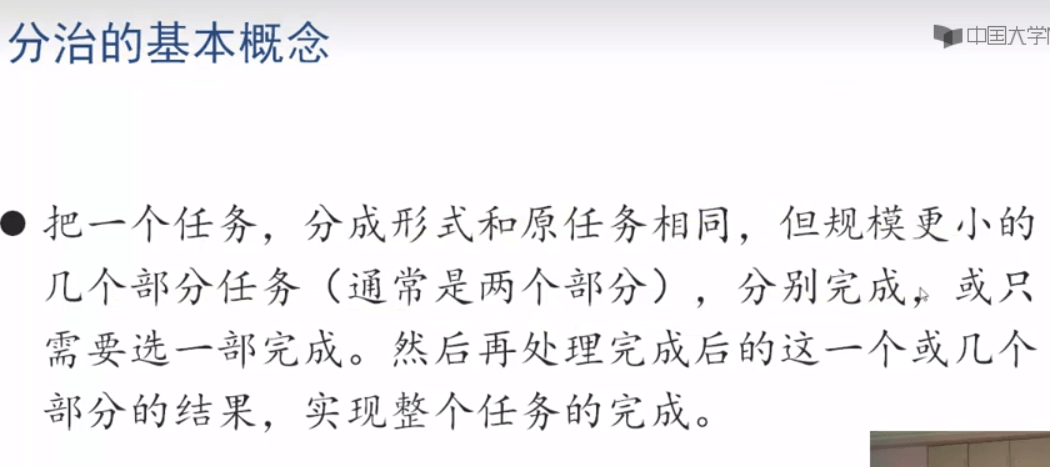 分治的基本概念
中国大学
把一个任务，分成形式和原任务相同，但规模更小的
几个部分任务（通常是两个部分），分别完成，或只
需要选一部完成。然后再处理完成后的这一个或几个
部分的结果，实现整个任务的完成。